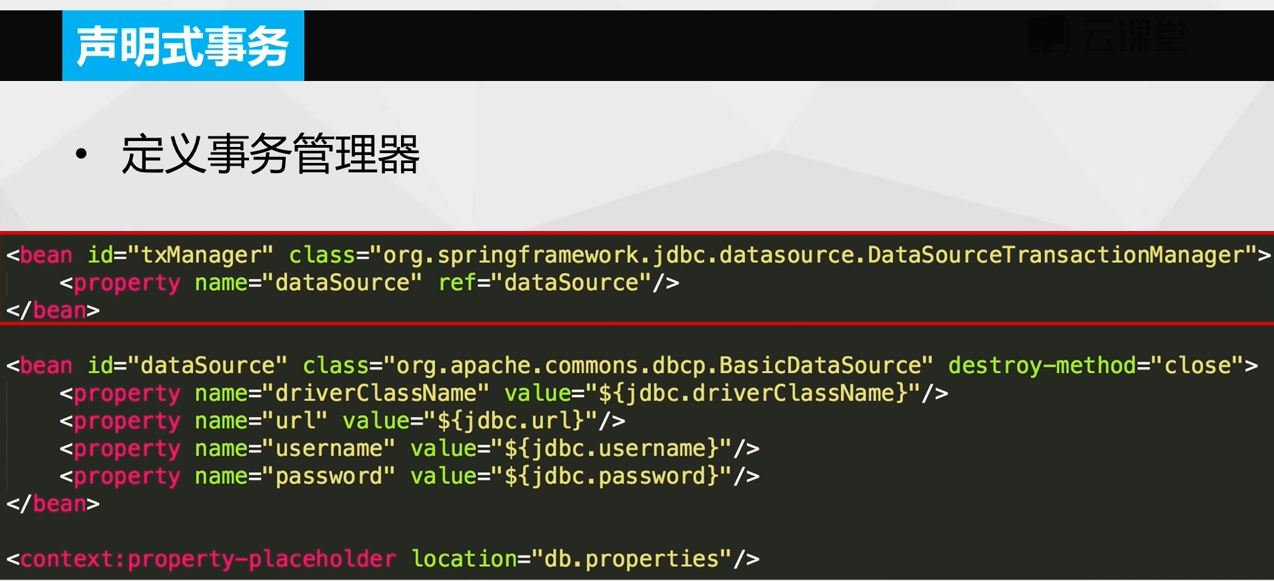 声明式事务
云课堂
• 定义事务管理器
<bean id="txManager" class="org.springframework.jdbc.datasource.DataSourceTransactionManager">
    <property name="dataSource" ref="dataSource"/>
</bean>
<bean id="dataSource" class="org.apache.commons.dbcp.BasicDataSource" destroy-method="close">
    <property name="driverClassName" value="${jdbc.driverClassName}"/>
    <property name="url" value="${jdbc.url}"/>
    <property name="username" value="${jdbc.username}"/>
    <property name="password" value="${jdbc.password}"/>
</bean>
<context:property-placeholder location="db.properties"/>